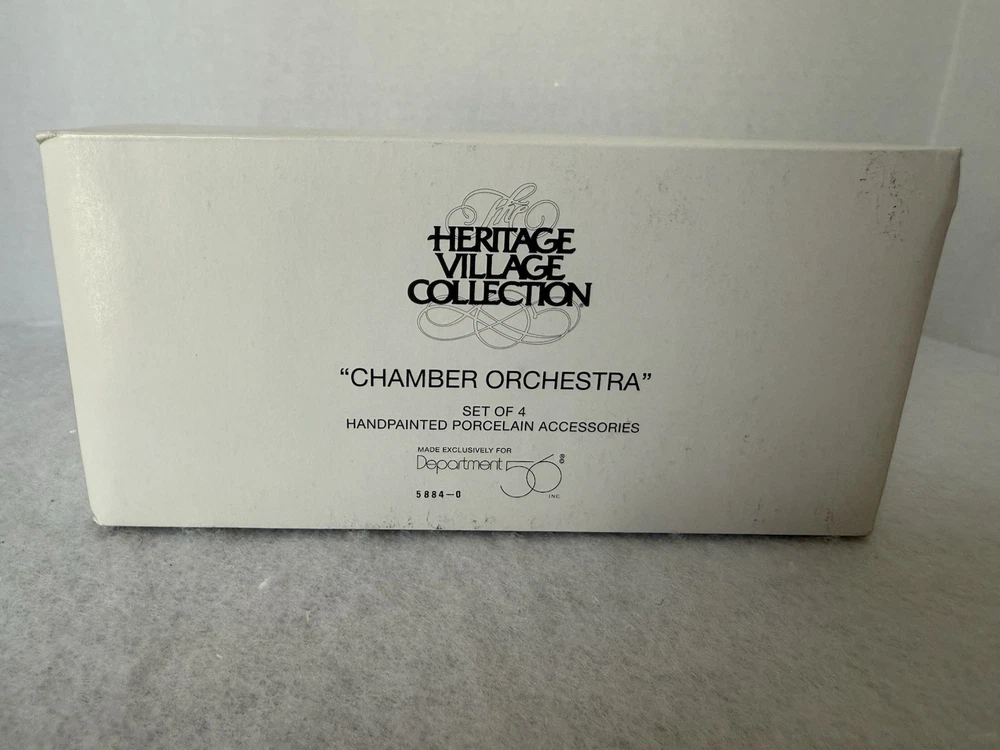 The
HERITAGE
VILLAGE
COLLECTION®
“CHAMBER ORCHESTRA”
SET OF 4
HANDPAINTED PORCELAIN ACCESSORIES
MADE EXCLUSIVELY FOR
Department 56 ®©
5884–0 INC.